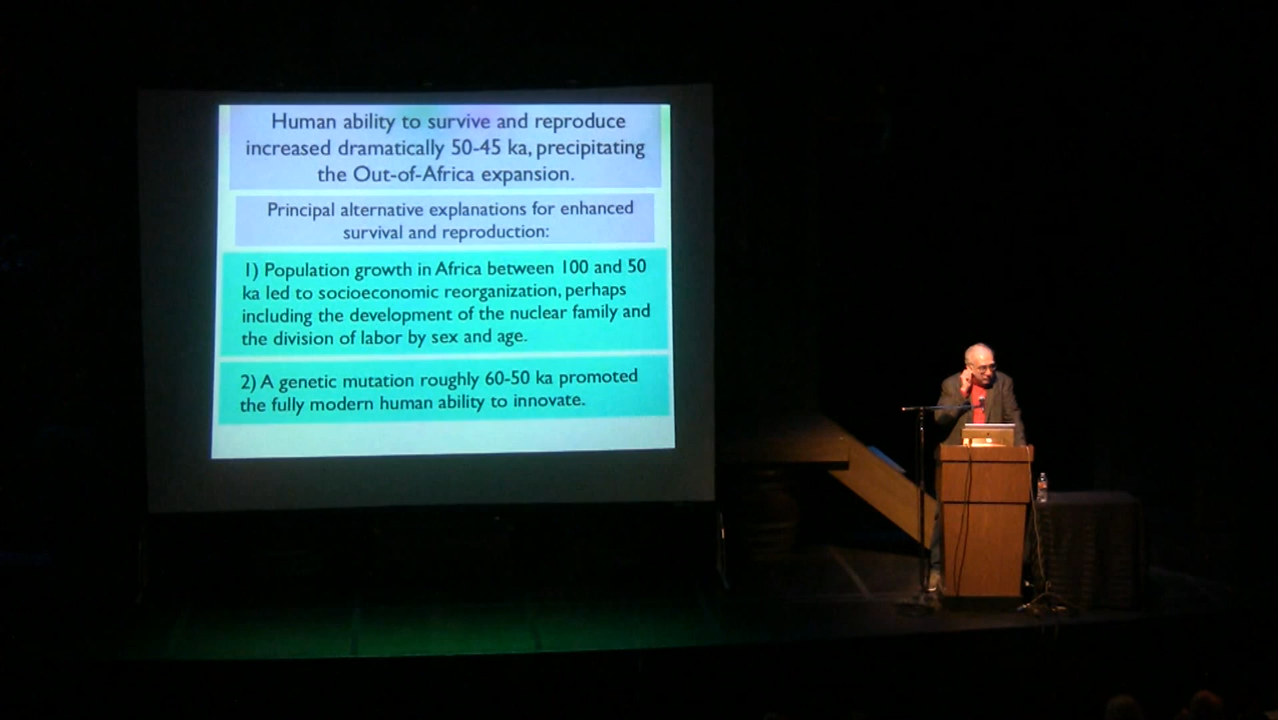 Human ability to survive and reproduce
increased dramatically 50-45 ka, precipitating
the Out-of-Africa expansion.
Principal alternative explanations for enhanced
survival and reproduction:
1) Population growth in Africa between 100 and 50
ka led to socioeconomic reorganization, perhaps
including the development of the nuclear family and
the division of labor by sex and age.
2) A genetic mutation roughly 60-50 ka promoted
the fully modern human ability to innovate.